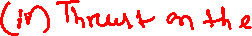 (iv) Thrust on the